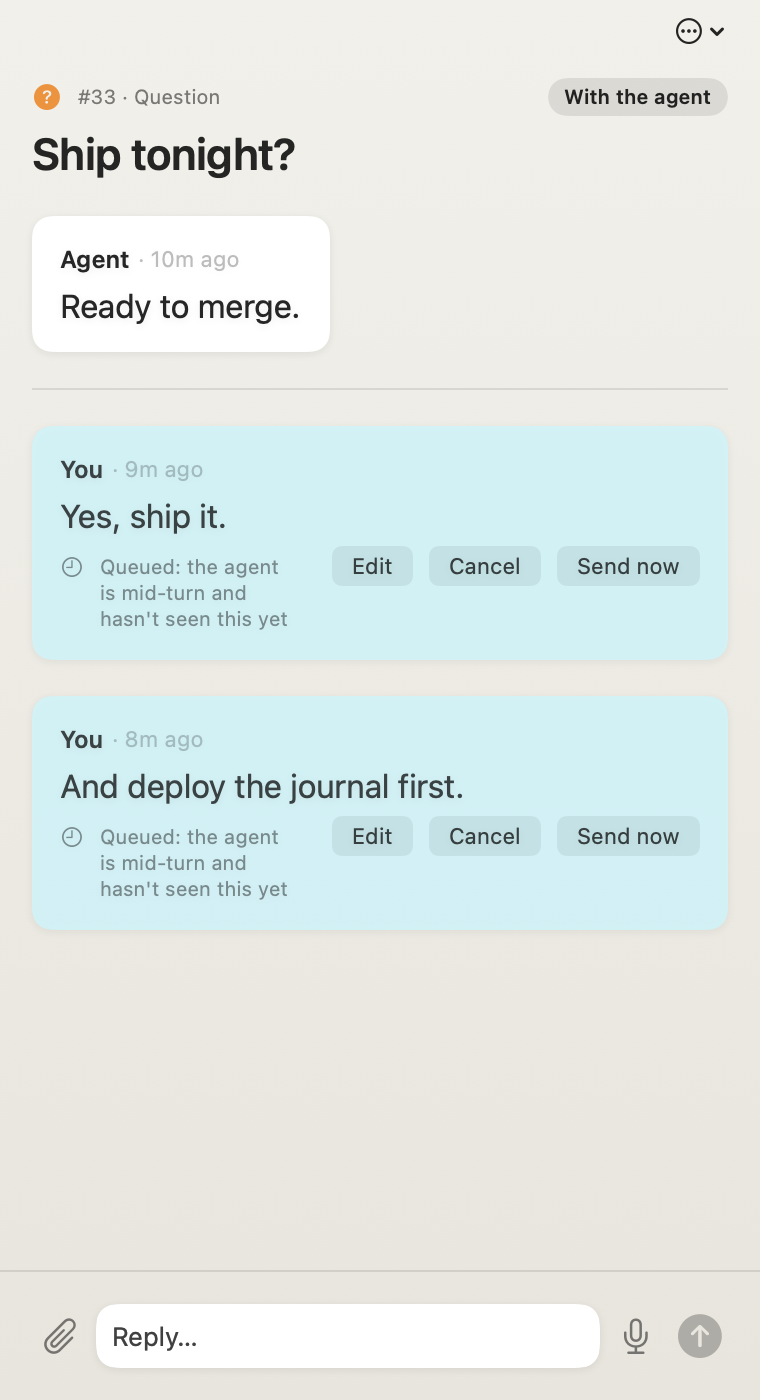 #33 · Question
With the agent
Ship tonight?
Agent · 10m ago
Ready to merge.
You · 9m ago
Yes, ship it.
Queued: the agent
is mid-turn and
hasn't seen this yet
Edit
Cancel
Send now
You · 8m ago
And deploy the journal first.
Queued: the agent
is mid-turn and
hasn't seen this yet
Edit
Cancel
Send now
Reply...